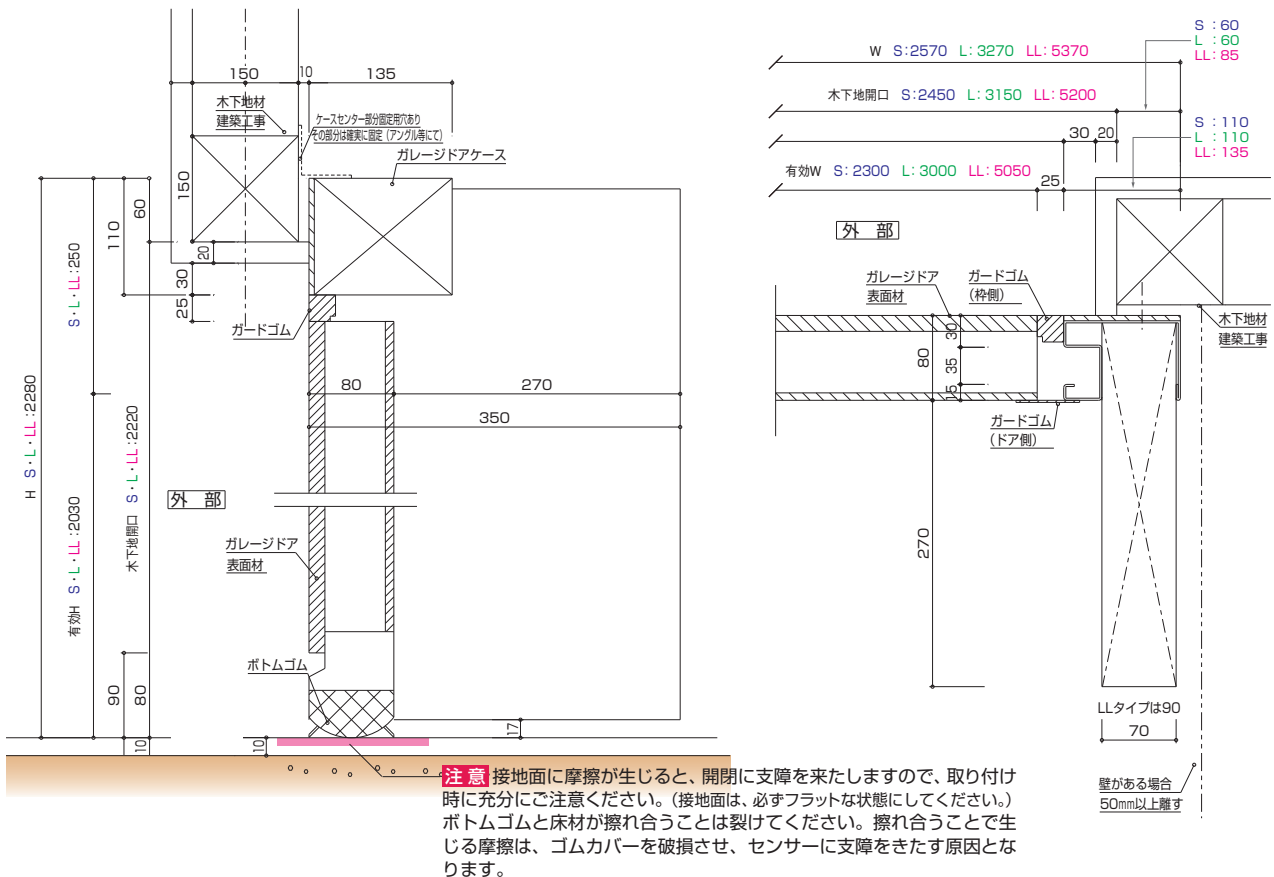 150
10
135
木下地材
建築工事
ケースセンター部分固定用穴あり
その部分は確実に固定（アングル等にて）
ガレージドアケース
150
60
110
20
30
25
S・L・LL:250
ガードゴム
80
270
350
H S・L・LL:2280
有効H S・L・LL:2030
木下地開口 S・L・LL:2220
外 部
ガレージドア
表面材
ボトムゴム
90
80
10
10
17
注意 接地面に摩擦が生じると、開閉に支障を来たしますので、取り付け
時に充分にご注意ください。（接地面は、必ずフラットな状態にしてください。）
ボトムゴムと床材が擦れ合うことは裂けてください。擦れ合うことで生
じる摩擦は、ゴムカバーを破損させ、センサーに支障をきたす原因とな
ります。
W S:2570 L:3270 LL:5370
S:60
L:60
LL:85
木下地開口 S:2450 L:3150 LL:5200
30
20
S:110
L:110
LL:135
有効W S:2300 L:3000 LL:5050
25
外 部
ガレージドア
表面材
ガードゴム
(枠側)
木下地材
建築工事
80
30
35
15
ガードゴム
(ドア側)
270
LLタイプは90
70
壁がある場合
50mm以上離す